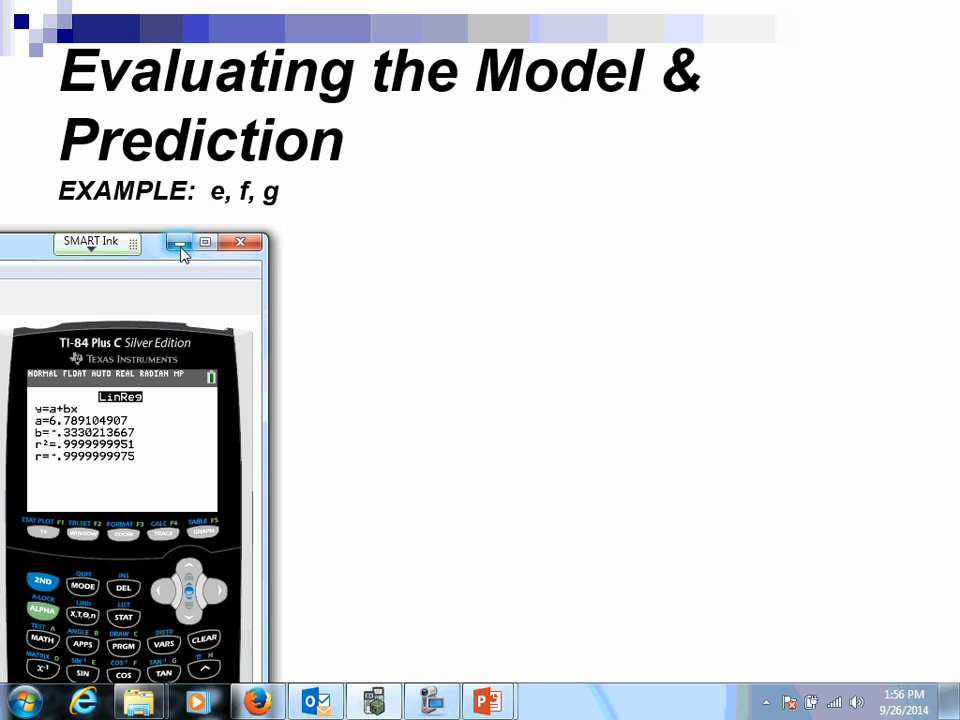 Evaluating the Model &
Prediction
EXAMPLE: e, f, g
SMART Ink
TI-84 Plus C Silver Edition
TEXAS INSTRUMENTS
NORMAL FLOAT AUTO REAL RADIAN MP
LinReg
y=a+bx
a=6.789104907
b=-.3330213667
r²=.9999999951
r=-.9999999975
STAT PLOT F1 TBLSET F2 FORMAT F3 CALC F4 TABLE F5
Y= WINDOW ZOOM TRACE GRAPH
QUIT INS
2ND MODE DEL
A-LOCK LINK LIST
ALPHA X,T,θ,n STAT
TEST A ANGLE B DRAW C DISTR
MATH APPS PRGM VARS CLEAR
MATRIX D SIN⁻¹ E COS⁻¹ F TAN⁻¹ G π H
x⁻¹ SIN COS TAN ^
1:56 PM
9/26/2014